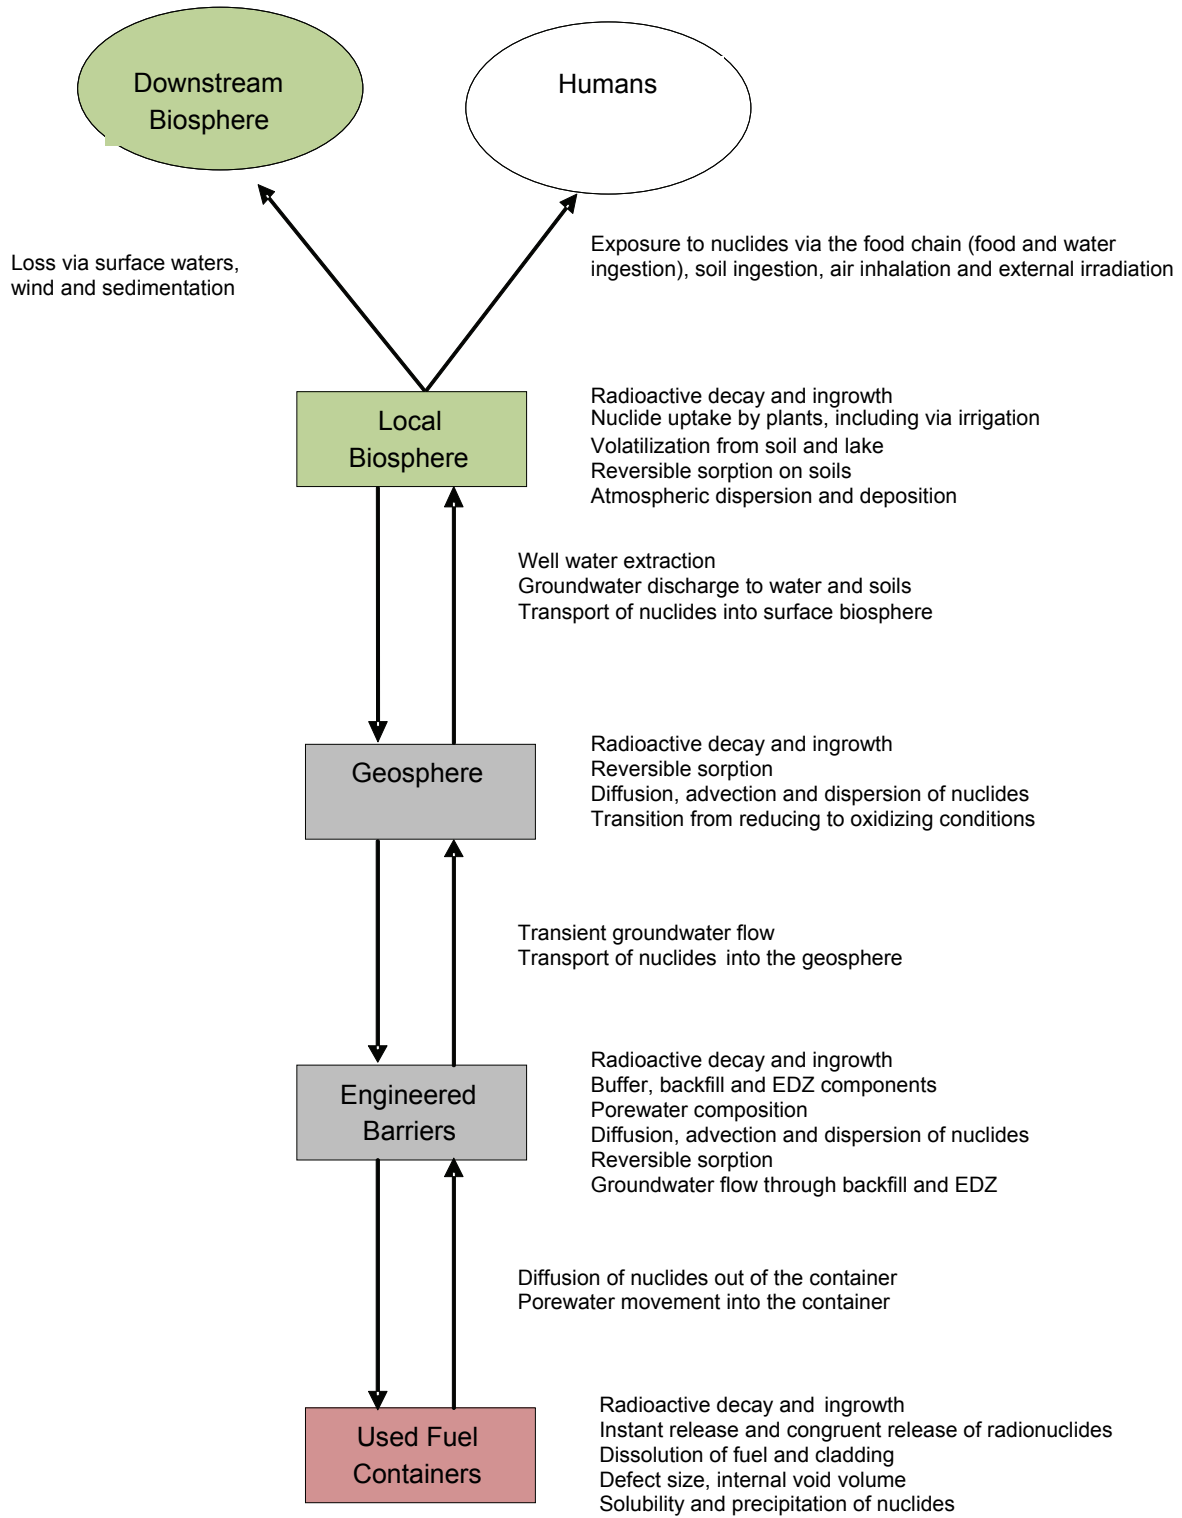 Downstream
Biosphere
Humans
Loss via surface waters,
wind and sedimentation
Exposure to nuclides via the food chain (food and water
ingestion), soil ingestion, air inhalation and external irradiation
Local
Biosphere
Radioactive decay and ingrowth
Nuclide uptake by plants, including via irrigation
Volatilization from soil and lake
Reversible sorption on soils
Atmospheric dispersion and deposition
Well water extraction
Groundwater discharge to water and soils
Transport of nuclides into surface biosphere
Geosphere
Radioactive decay and ingrowth
Reversible sorption
Diffusion, advection and dispersion of nuclides
Transition from reducing to oxidizing conditions
Transient groundwater flow
Transport of nuclides into the geosphere
Engineered
Barriers
Radioactive decay and ingrowth
Buffer, backfill and EDZ components
Porewater composition
Diffusion, advection and dispersion of nuclides
Reversible sorption
Groundwater flow through backfill and EDZ
Diffusion of nuclides out of the container
Porewater movement into the container
Used Fuel
Containers
Radioactive decay and ingrowth
Instant release and congruent release of radionuclides
Dissolution of fuel and cladding
Defect size, internal void volume
Solubility and precipitation of nuclides